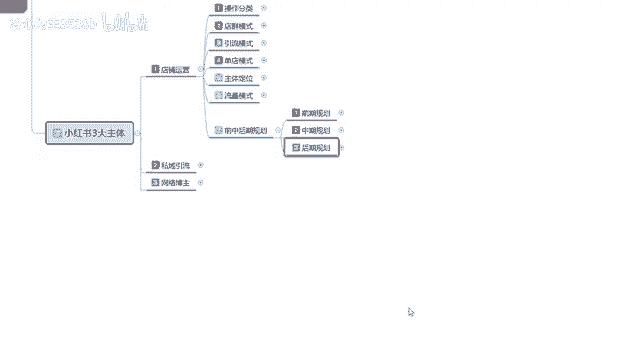 1 操作分类
2 店群模式
3 引流模式
1 店铺运营
4 单店模式
主体定位
流量模式
1 前期规划
小红书3大主体
前中后期规划
2 中期规划
3 后期规划
2 私域引流
3 网络博主